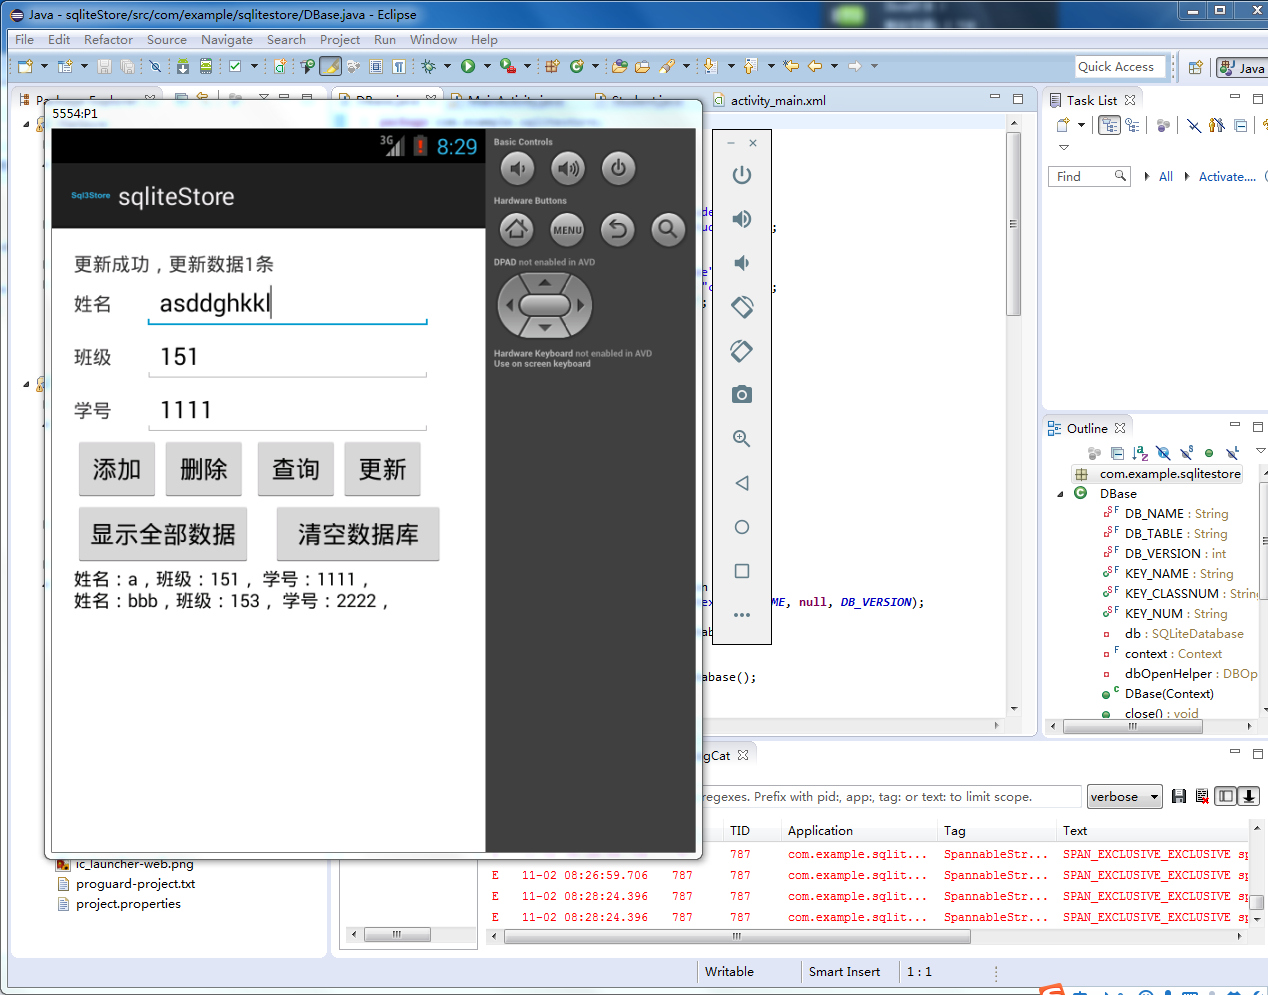 Java - sqliteStore/src/com/example/sqlitestore/DBase.java - Eclipse
File Edit Refactor Source Navigate Search Project Run Window Help
Quick Access
Java
activity_main.xml
Task List
5554:P1
3G 8:29
Sql3Store sqliteStore
更新成功，更新数据1条
姓名 asddghkkl
班级 151
学号 1111
添加 删除 查询 更新
显示全部数据 清空数据库
姓名：a，班级：151， 学号：1111，
姓名：bbb，班级：153， 学号：2222，
Basic Controls
Hardware Buttons
MENU
DPAD not enabled in AVD
Hardware Keyboard not enabled in AVD
Use on screen keyboard
ME, null, DB_VERSION);
abase();
Find All Activate....
Outline
com.example.sqlitestore
DBase
DB_NAME : String
DB_TABLE : String
DB_VERSION : int
KEY_NAME : String
KEY_CLASSNUM : String
KEY_NUM : String
db : SQLiteDatabase
context : Context
dbOpenHelper : DBOp
DBase(Context)
close() : void
gCat
regexes. Prefix with pid:, app:, tag: or text: to limit scope.
verbose
TID Application Tag Text
787 com.example.sqlit... SpannableStr... SPAN_EXCLUSIVE_EXCLUSIVE sp
E 11-02 08:26:59.706 787 787 com.example.sqlit... SpannableStr... SPAN_EXCLUSIVE_EXCLUSIVE sp
E 11-02 08:28:24.396 787 787 com.example.sqlit... SpannableStr... SPAN_EXCLUSIVE_EXCLUSIVE sp
E 11-02 08:28:24.396 787 787 com.example.sqlit... SpannableStr... SPAN_EXCLUSIVE_EXCLUSIVE sp
ic_launcher-web.png
proguard-project.txt
project.properties
Writable Smart Insert 1 : 1